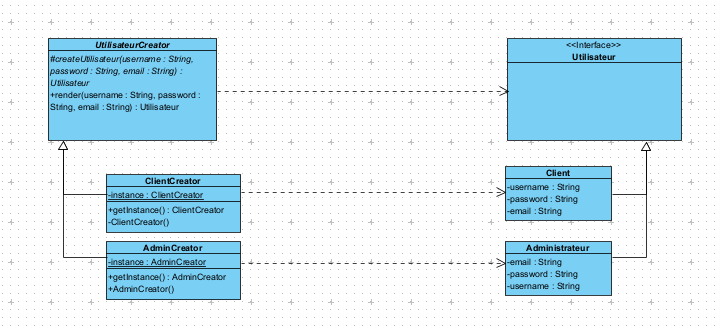 UtilisateurCreator
#createUtilisateur(username : String,
password : String, email : String) :
Utilisateur
+render(username : String, password :
String, email : String) : Utilisateur
<<Interface>>
Utilisateur
ClientCreator
-instance : ClientCreator
+getInstance() : ClientCreator
-ClientCreator()
Client
-username : String
-password : String
-email : String
AdminCreator
-instance : AdminCreator
+getInstance() : AdminCreator
+AdminCreator()
Administrateur
-email : String
-password : String
-username : String